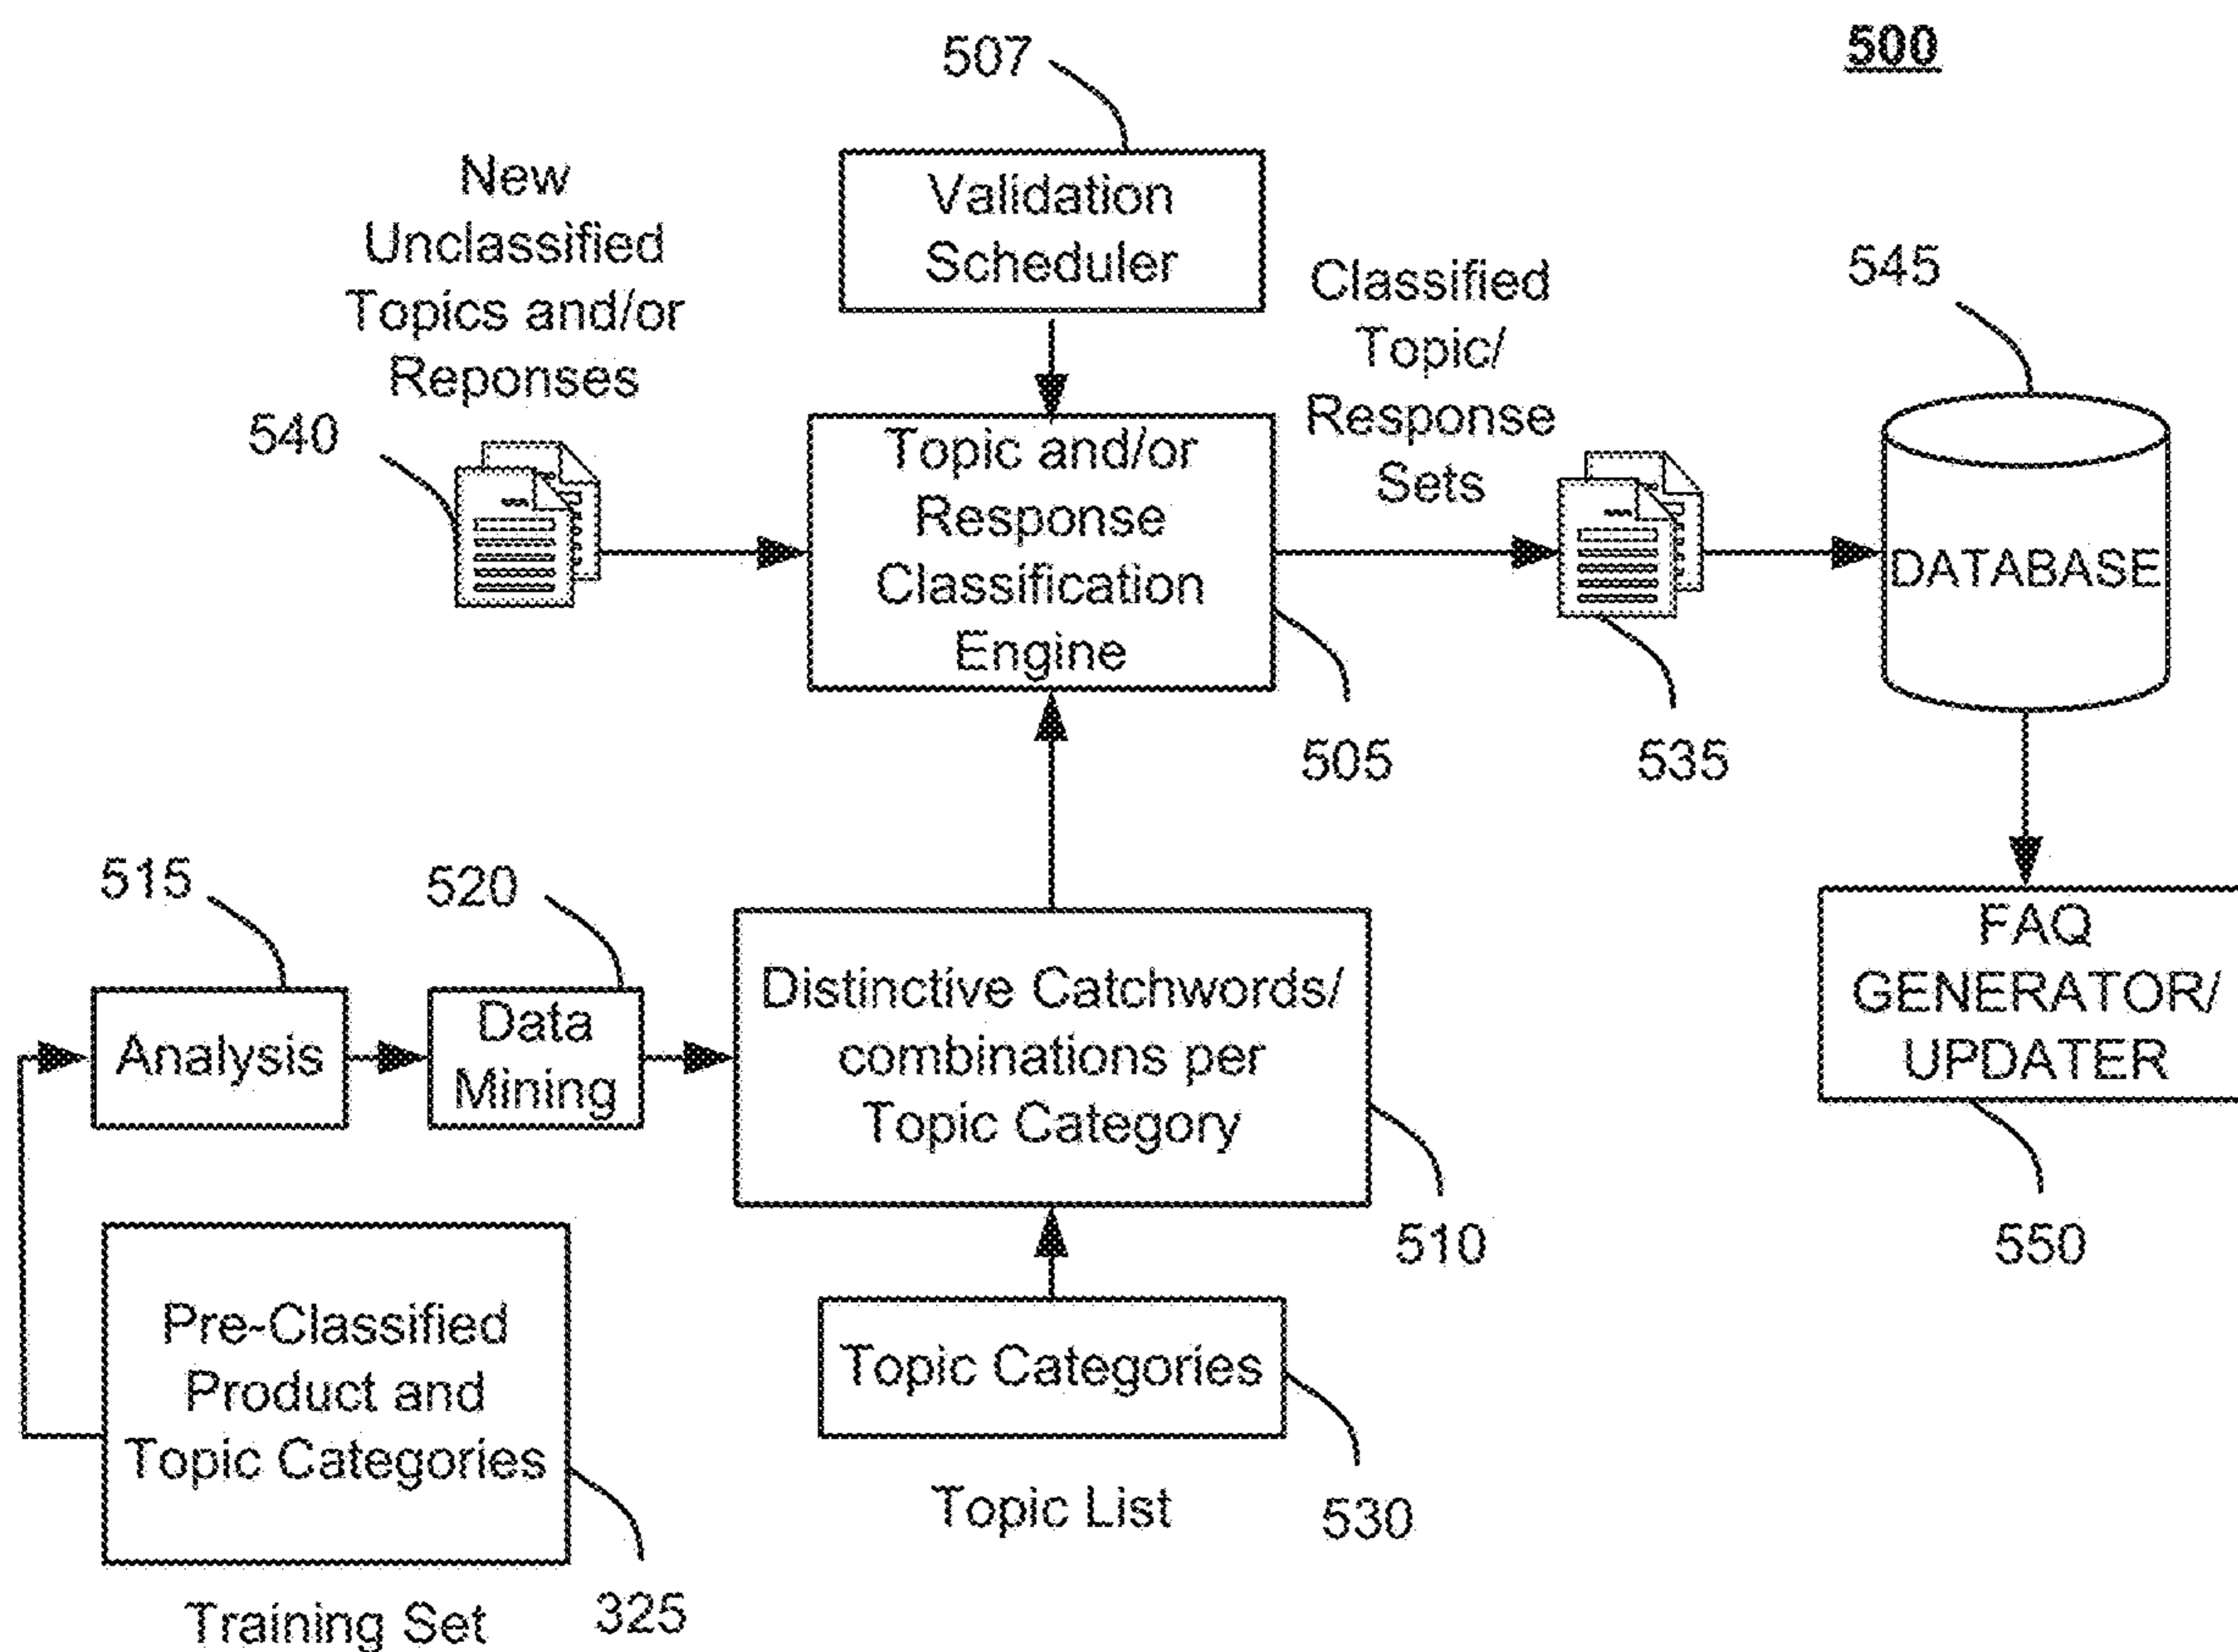 500
507
New
Unclassified
Topics and/or
Reponses
540
Validation
Scheduler
Classified
Topic/
Response
Sets
545
Topic and/or
Response
Classification
Engine
DATABASE
505
535
515
520
Analysis
Data
Mining
Distinctive Catchwords/
combinations per
Topic Category
510
FAQ
GENERATOR/
UPDATER
550
Pre-Classified
Product and
Topic Categories
325
Training Set
Topic Categories
530
Topic List